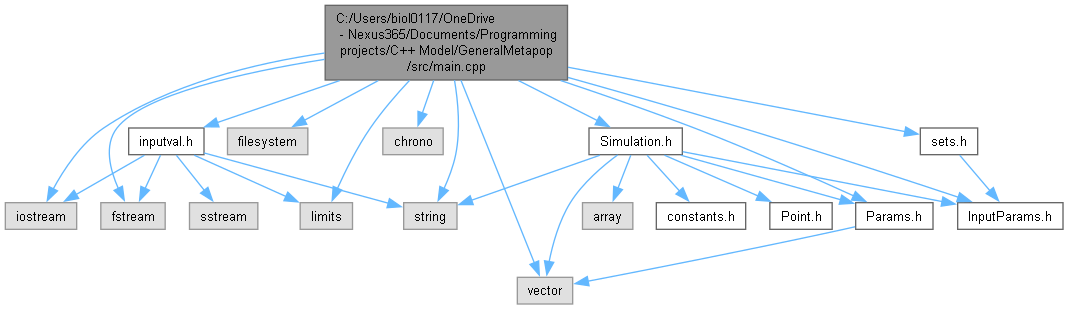 C:/Users/biol0117/OneDrive
- Nexus365/Documents/Programming
projects/C++ Model/GeneralMetapop
/src/main.cpp
inputval.h
filesystem
chrono
Simulation.h
sets.h
iostream
fstream
sstream
limits
string
array
constants.h
Point.h
Params.h
InputParams.h
vector